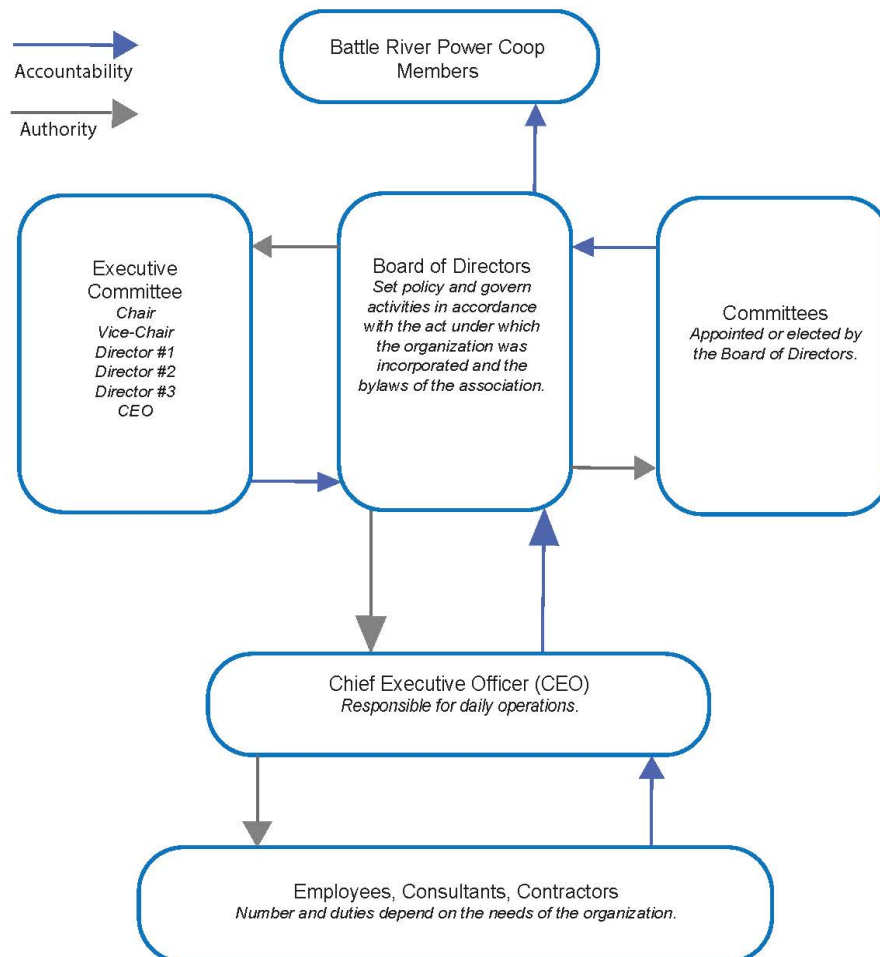 Accountability
Authority
Battle River Power Coop
Members
Executive
Committee
Chair
Vice-Chair
Director #1
Director #2
Director #3
CEO
Board of Directors
Set policy and govern
activities in accordance
with the act under which
the organization was
incorporated and the
bylaws of the association.
Committees
Appointed or elected by
the Board of Directors.
Chief Executive Officer (CEO)
Responsible for daily operations.
Employees, Consultants, Contractors
Number and duties depend on the needs of the organization.